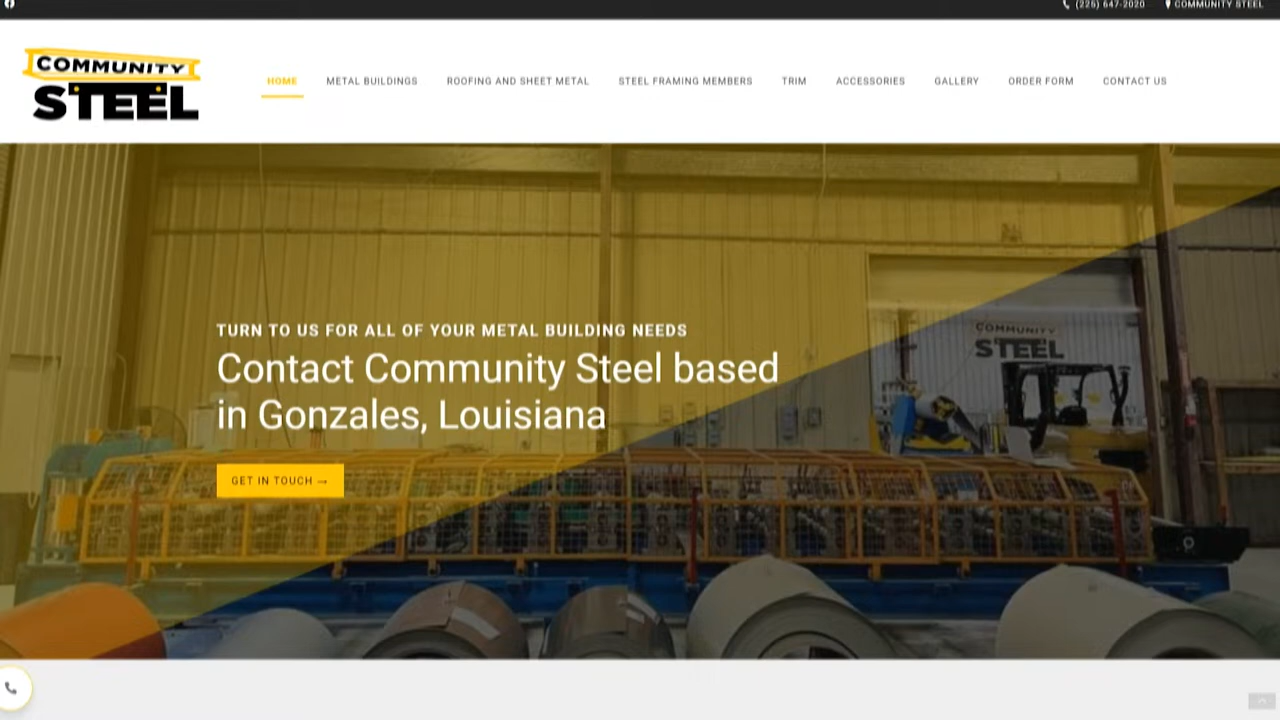 (225) 647-2020 COMMUNITY STEEL
COMMUNITY
STEEL
HOME METAL BUILDINGS ROOFING AND SHEET METAL STEEL FRAMING MEMBERS TRIM ACCESSORIES GALLERY ORDER FORM CONTACT US
COMMUNITY
STEEL
TURN TO US FOR ALL OF YOUR METAL BUILDING NEEDS
Contact Community Steel based
in Gonzales, Louisiana
GET IN TOUCH →